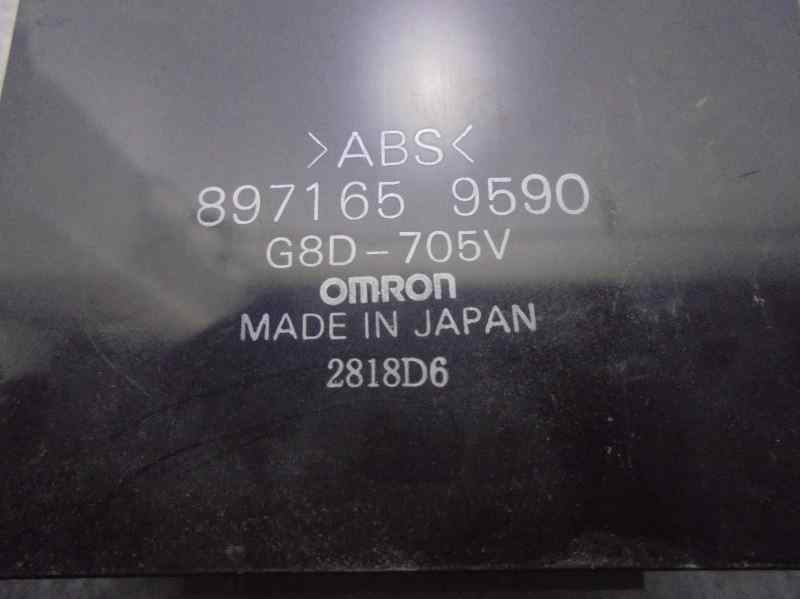 >ABS<
897165 9590
G8D-705V
OMRON
MADE IN JAPAN
2818D6